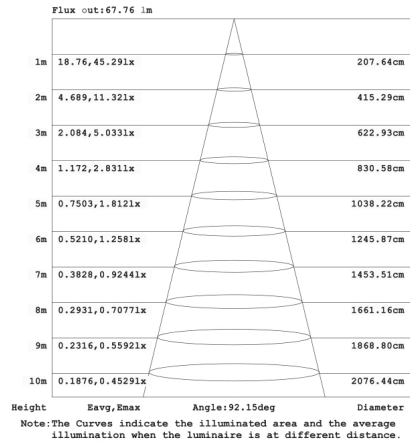 Flux out:67.76 lm
1m 18.76,45.29lx 207.64cm
2m 4.689,11.32lx 415.29cm
3m 2.084,5.033lx 622.93cm
4m 1.172,2.831lx 830.58cm
5m 0.7503,1.812lx 1038.22cm
6m 0.5210,1.258lx 1245.87cm
7m 0.3828,0.9244lx 1453.51cm
8m 0.2931,0.7077lx 1661.16cm
9m 0.2316,0.5592lx 1868.80cm
10m 0.1876,0.4529lx 2076.44cm
Height Eavg,Emax Angle:92.15deg Diameter
Note:The Curves indicate the illuminated area and the average
illumination when the luminaire is at different distance.